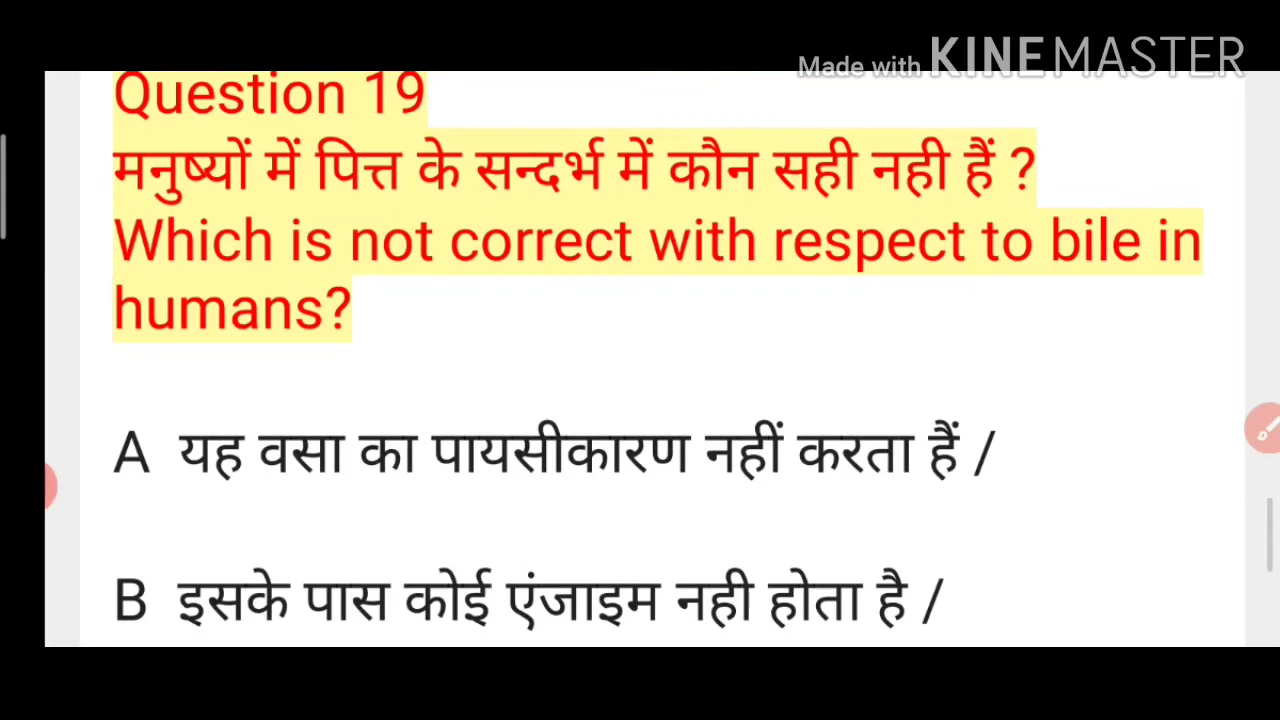 Made with KINEMASTER
Question 19
मनुष्यों में पित्त के सन्दर्भ में कौन सही नही हैं ?
Which is not correct with respect to bile in
humans?
A यह वसा का पायसीकारण नहीं करता हैं /
B इसके पास कोई एंजाइम नही होता है /